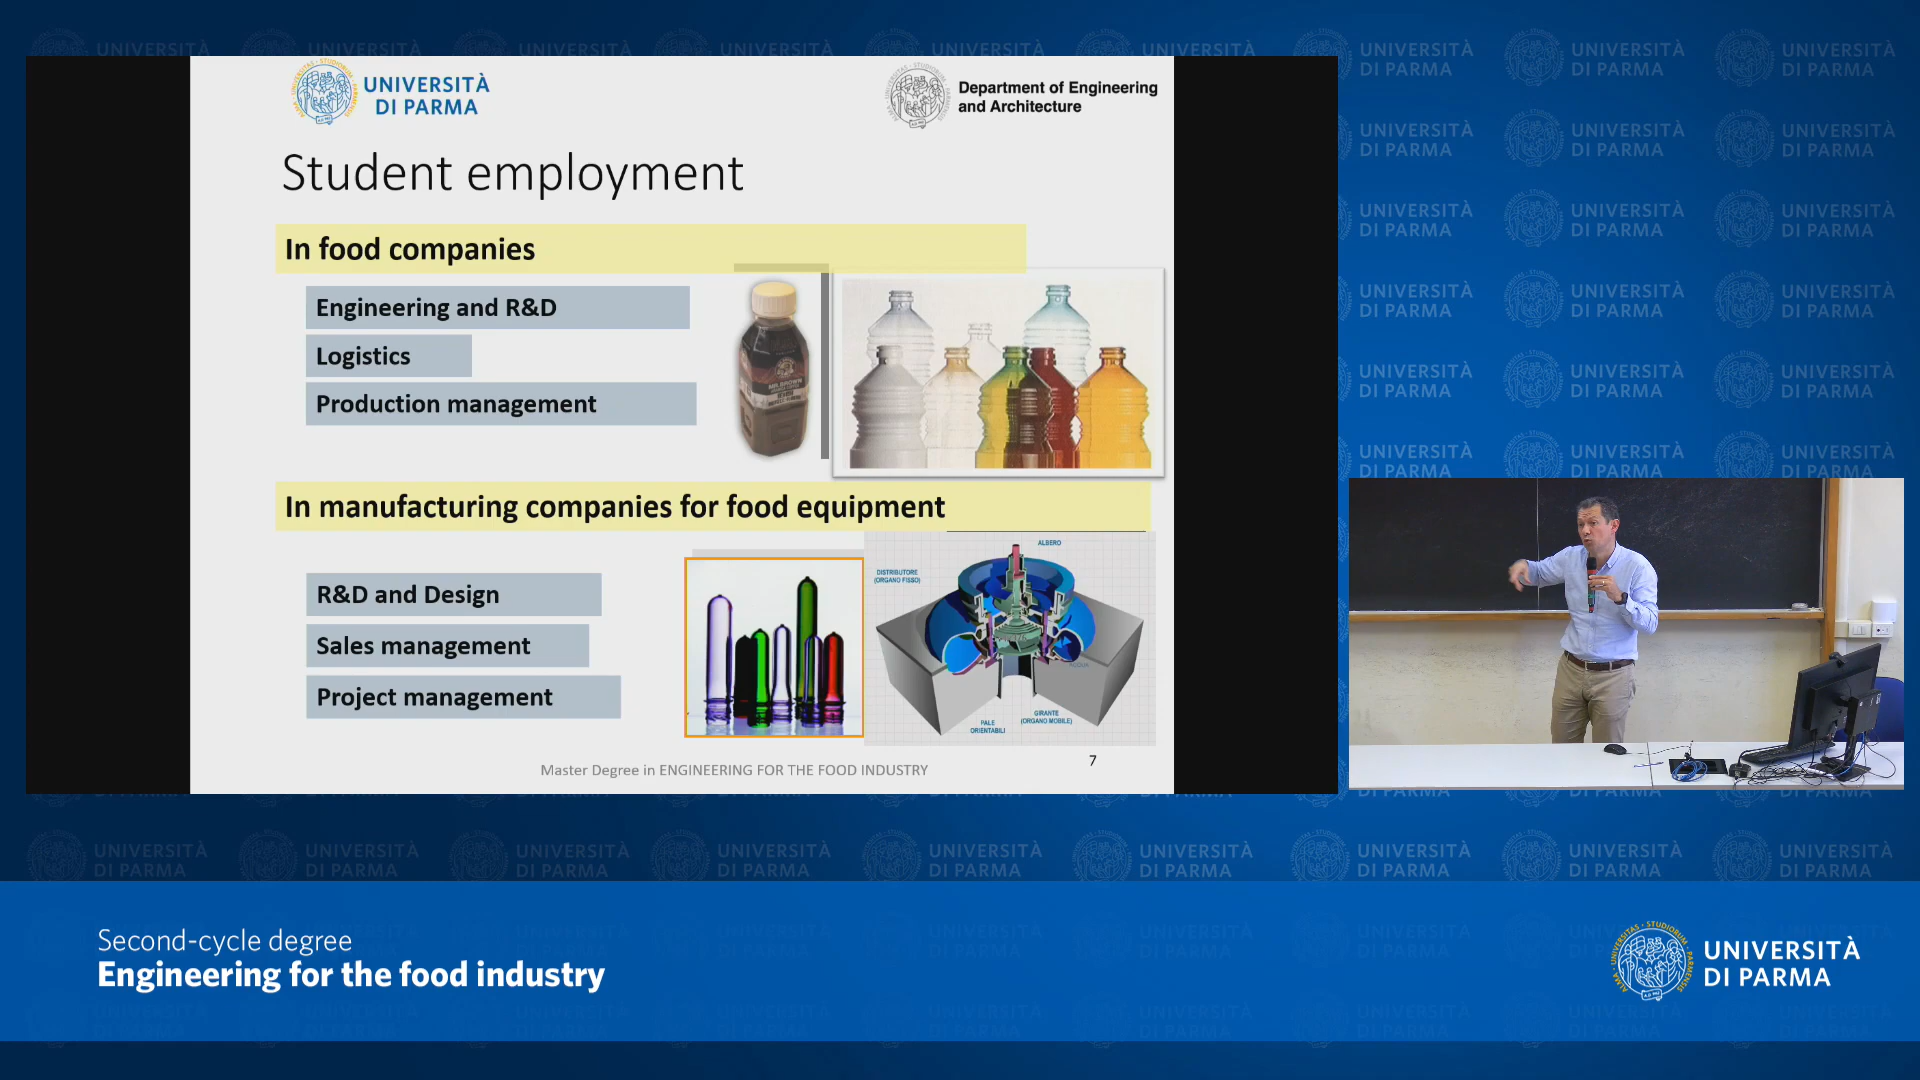 UNIVERSITÀ
DI PARMA
Department of Engineering
and Architecture
Student employment
In food companies
Engineering and R&D
Logistics
Production management
MR.BROWN
In manufacturing companies for food equipment
R&D and Design
Sales management
Project management
ALBERO
DISTRIBUTORE
(ORGANO FISSO)
ACQUA
PALE
ORIENTABILI
GIRANTE
(ORGANO MOBILE)
Master Degree in ENGINEERING FOR THE FOOD INDUSTRY
7
Second-cycle degree
Engineering for the food industry
UNIVERSITÀ
DI PARMA